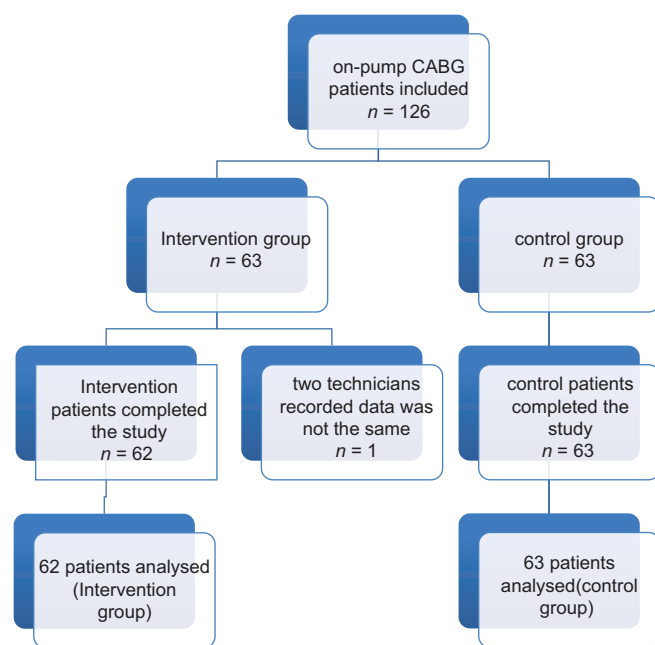 on-pump CABG
patients included
n = 126
Intervention group
n = 63
control group
n = 63
Intervention
patients completed
the study
n = 62
two technicians
recorded data was
not the same
n = 1
control patients
completed the
study
n = 63
62 patients analysed
(Intervention
group)
63 patients
analysed(control
group)